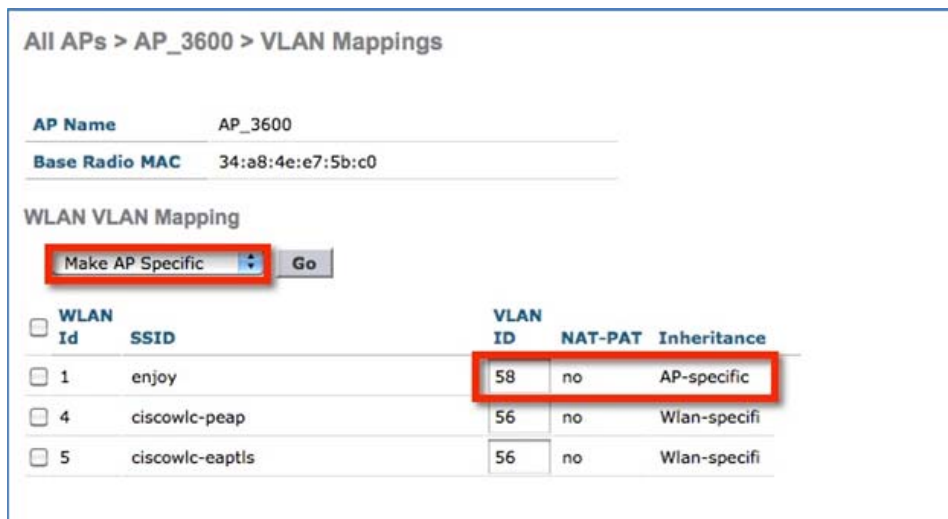 All APs > AP_3600 > VLAN Mappings
AP Name AP_3600
Base Radio MAC 34:a8:4e:e7:5b:c0
WLAN VLAN Mapping
Make AP Specific Go
WLAN Id SSID VLAN ID NAT-PAT Inheritance
1 enjoy 58 no AP-specific
4 ciscowlc-peap 56 no Wlan-specifi
5 ciscowlc-eaptls 56 no Wlan-specifi